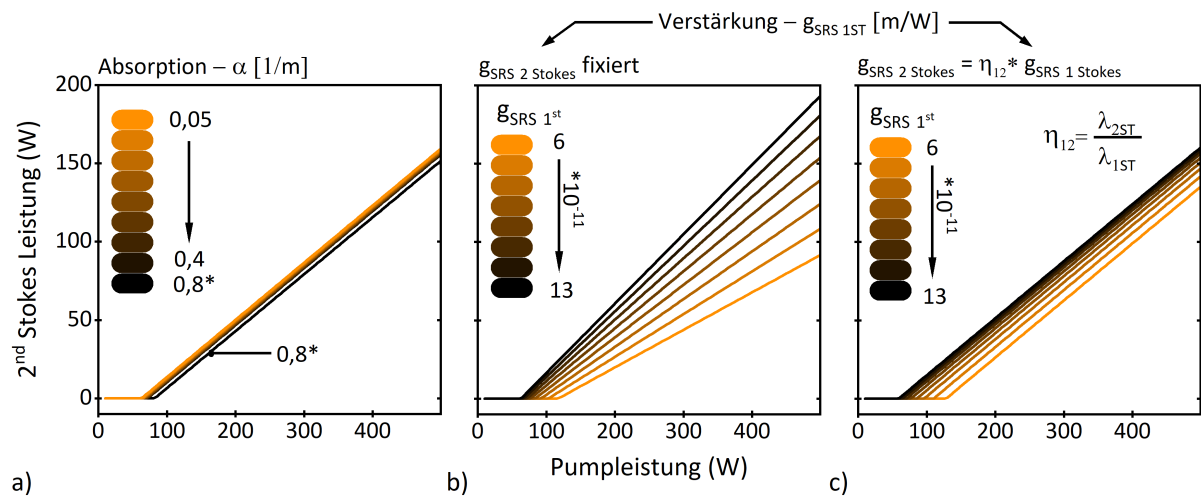 Verstärkung – gSRS 1ST [m/W]
Absorption – α [1/m]
gSRS 2 Stokes fixiert
gSRS 2 Stokes = η12* gSRS 1 Stokes
2nd Stokes Leistung (W)
200
150
100
50
0
0,05
0,4
0,8*
0,8*
0
100
200
300
400
a)
gSRS 1st
6
*10-11
13
0
100
200
300
400
b)
gSRS 1st
6
*10-11
13
η12= λ2ST
λ1ST
0
100
200
300
400
c)
Pumpleistung (W)